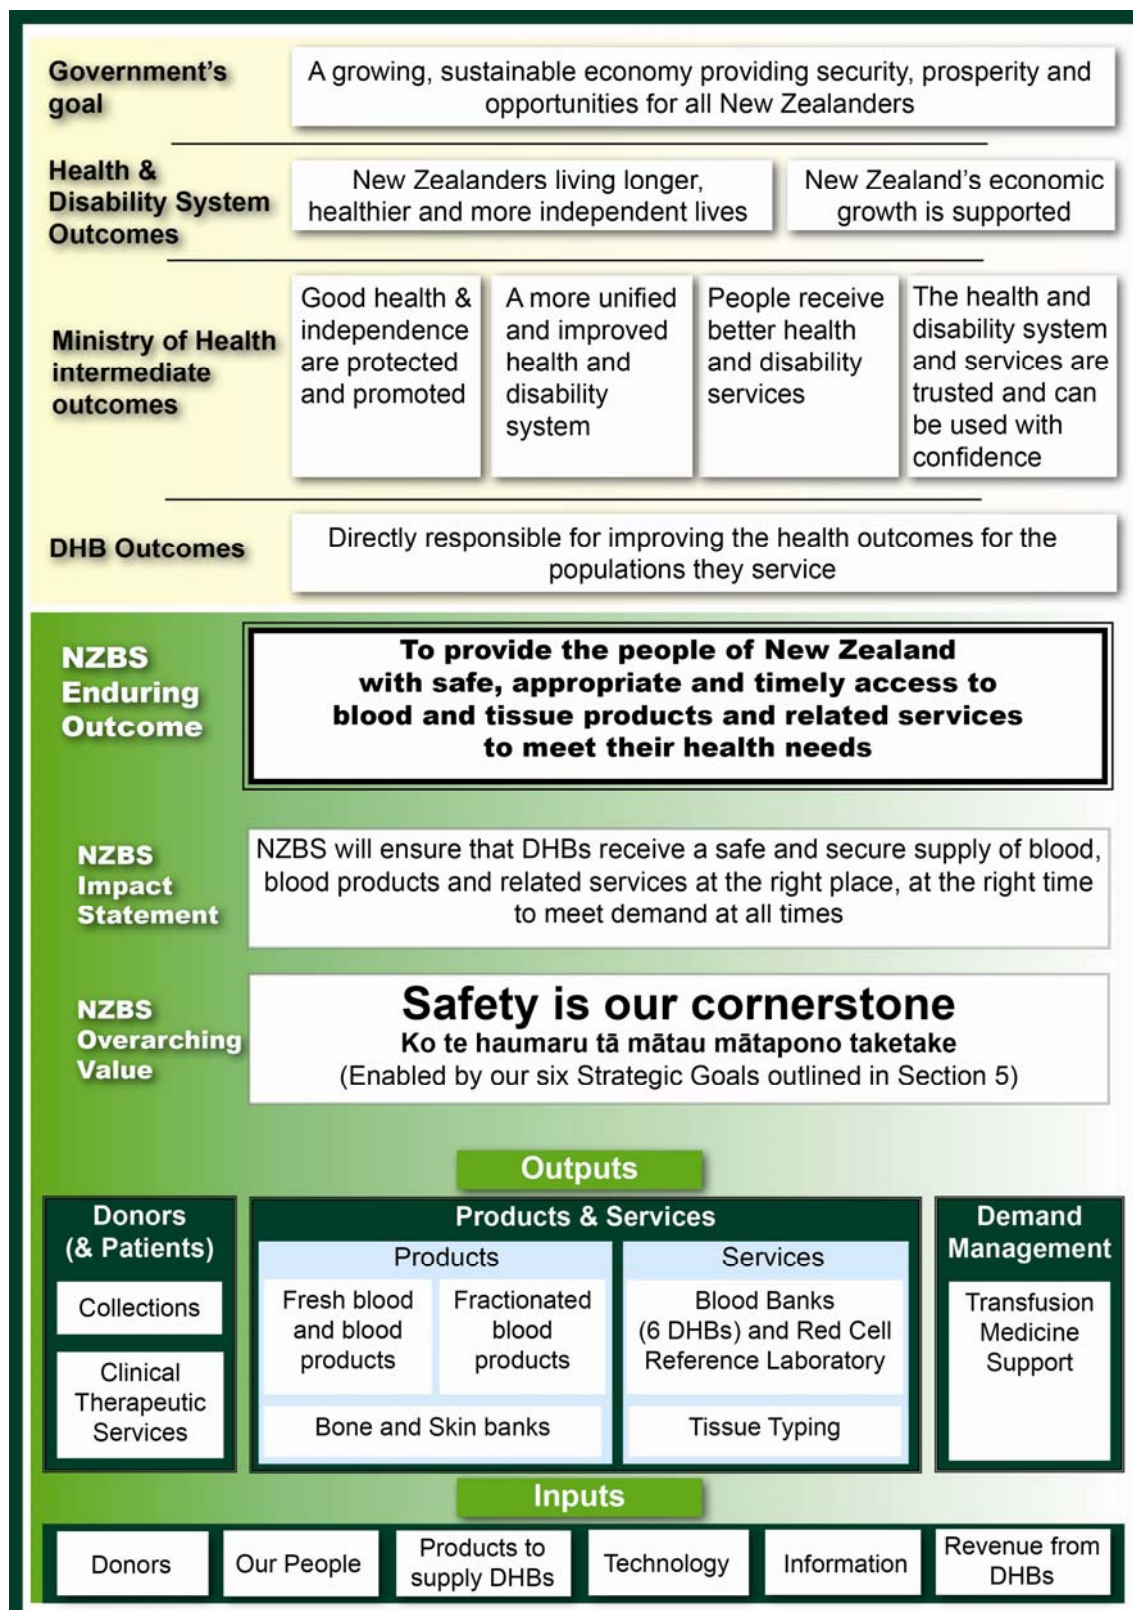 Government's
goal
A growing, sustainable economy providing security, prosperity and
opportunities for all New Zealanders
Health &
Disability System
Outcomes
New Zealanders living longer,
healthier and more independent lives
New Zealand's economic
growth is supported
Ministry of Health
intermediate
outcomes
Good health &
independence
are protected
and promoted
A more unified
and improved
health and
disability
system
People receive
better health
and disability
services
The health and
disability system
and services are
trusted and can
be used with
confidence
DHB Outcomes
Directly responsible for improving the health outcomes for the
populations they service
NZBS
Enduring
Outcome
To provide the people of New Zealand
with safe, appropriate and timely access to
blood and tissue products and related services
to meet their health needs
NZBS
Impact
Statement
NZBS will ensure that DHBs receive a safe and secure supply of blood,
blood products and related services at the right place, at the right time
to meet demand at all times
NZBS
Overarching
Value
Safety is our cornerstone
Ko te haumaru tā mātau mātapono taketake
(Enabled by our six Strategic Goals outlined in Section 5)
Outputs
Donors
(& Patients)
Collections
Clinical
Therapeutic
Services
Products & Services
Products
Fresh blood
and blood
products
Fractionated
blood
products
Bone and Skin banks
Services
Blood Banks
(6 DHBs) and Red Cell
Reference Laboratory
Tissue Typing
Demand
Management
Transfusion
Medicine
Support
Inputs
Donors
Our People
Products to
supply DHBs
Technology
Information
Revenue from
DHBs